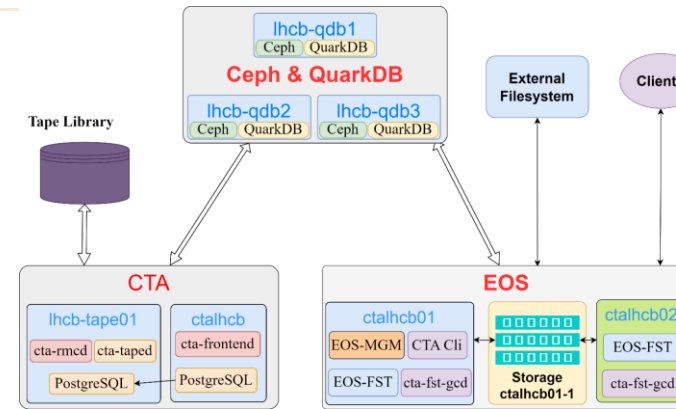 lhcb-qdb1
Ceph QuarkDB
Ceph & QuarkDB
lhcb-qdb2 lhcb-qdb3
Ceph QuarkDB Ceph QuarkDB
External
Filesystem
Client
Tape Library
CTA
lhcb-tape01
cta-rmcd cta-taped
PostgreSQL
ctalhcb
cta-frontend
PostgreSQL
EOS
ctalhcb01
EOS-MGM CTA Cli
EOS-FST cta-fst-gcd
Storage
ctalhcb01-1
ctalhcb02
EOS-FST
cta-fst-gcd